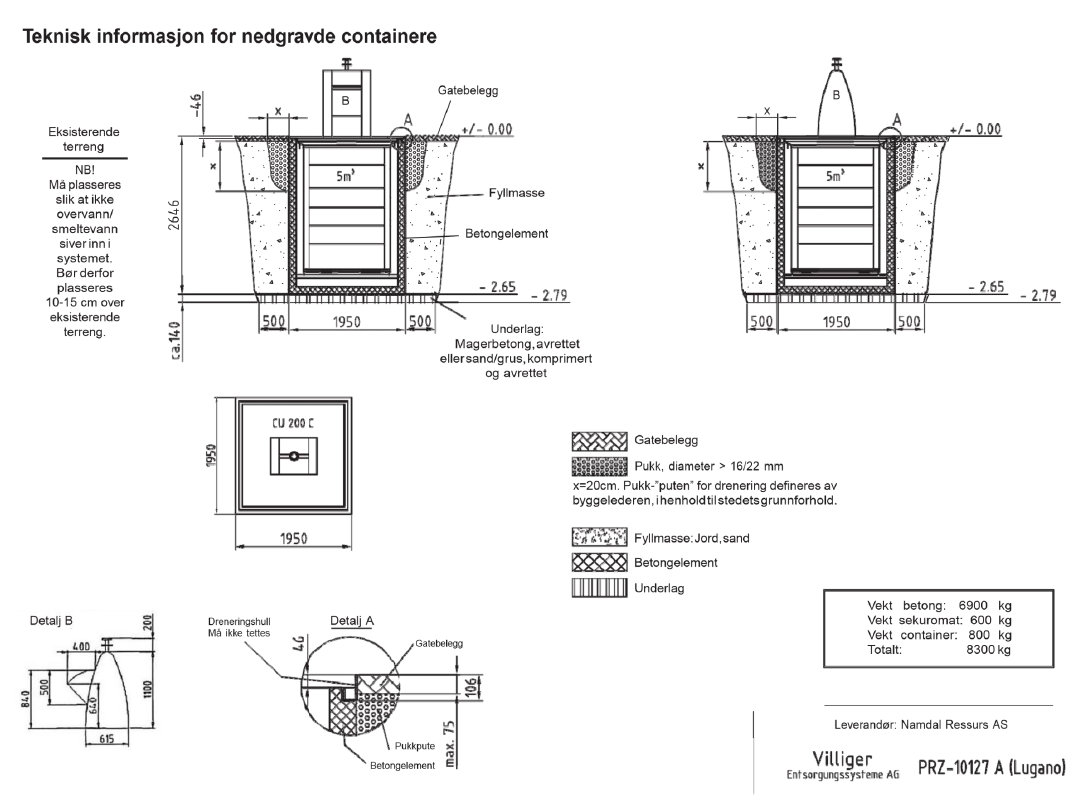 Teknisk informasjon for nedgravde containere
Eksisterende
terreng
NB!
Må plasseres
slik at ikke
overvann/
smeltevann
siver inn i
systemet.
Bør derfor
plasseres
10-15 cm over
eksisterende
terreng.
-46
x
B
Gatebelegg
A
+/- 0.00
x
5m³
2646
Fyllmasse
Betongelement
- 2.65
- 2.79
500
1950
500
ca.140
Underlag:
Magerbetong, avrettet
eller sand/grus, komprimert
og avrettet
x
B
A
+/- 0.00
x
5m³
- 2.65
- 2.79
500
1950
500
CU 200 C
1950
1950
Gatebelegg
Pukk, diameter > 16/22 mm
x=20cm. Pukk-"puten" for drenering defineres av
byggelederen, i henhold til stedets grunnforhold.
Fyllmasse: Jord, sand
Betongelement
Underlag
Detalj B
200
400
840
500
640
1100
615
Dreneringshull
Må ikke tettes
Detalj A
46
Gatebelegg
106
max. 75
Pukkpute
Betongelement
Vekt betong: 6900 kg
Vekt sekuromat: 600 kg
Vekt container: 800 kg
Totalt: 8300 kg
Leverandør: Namdal Ressurs AS
Villiger
Entsorgungssysteme AG
PRZ-10127 A (Lugano)